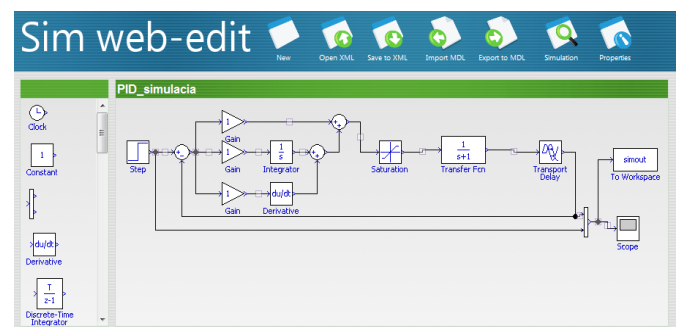 Sim web-edit
New
Open XML
Save to XML
Import MDL
Export to MDL
Simulation
Properties
PID_simulacia
Clock
1
Constant
du/dt
Derivative
T
z-1
Discrete-Time
Integrator
Step
1
Gain
1
Gain
1
s
Integrator
1
Gain
du/dt
Derivative
Saturation
1
s+1
Transfer Fcn
Transport
Delay
simout
To Workspace
Scope